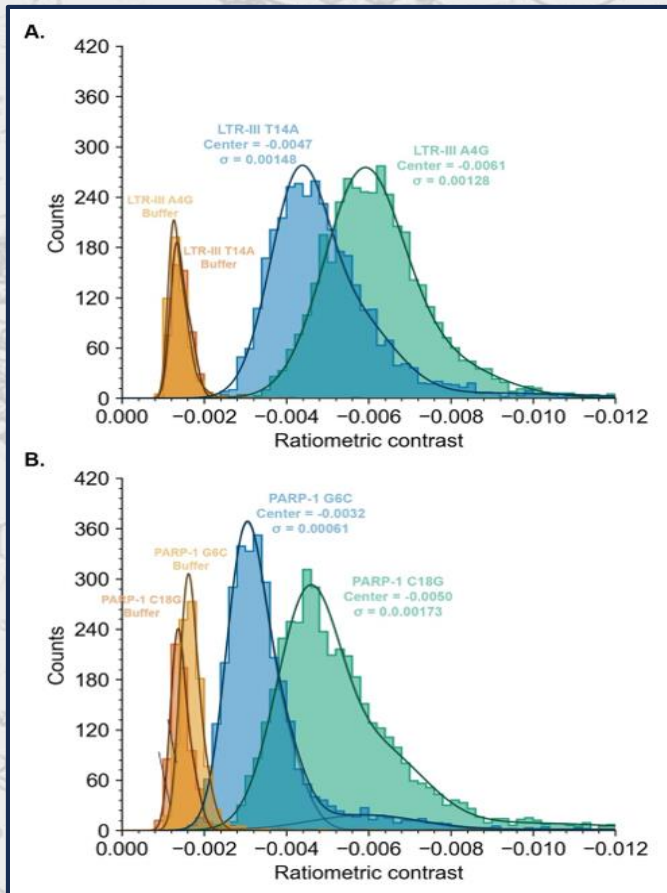 A.
420
360
300
240
180
120
60
0
Counts
LTR-III T14A
Center = -0.0047
σ 0.00148
LTR-III A4G
Center = -0.0061
σ 0.00128
LTR-III A4G
Buffer
LTR-III T14A
Buffer
0.000 −0.002 −0.004 −0.006 −0.008 −0.010 −0.012
Ratiometric contrast
B.
420
360
300
240
180
120
60
0
Counts
PARP-1 G6C
Center = -0.0032
σ 0.00061
PARP-1 G6C
Buffer
PARP-1 C18G
Buffer
PARP-1 C18G
Center = -0.0050
σ 0.0.00173
0.000 −0.002 −0.004 −0.006 −0.008 −0.010 −0.012
Ratiometric contrast